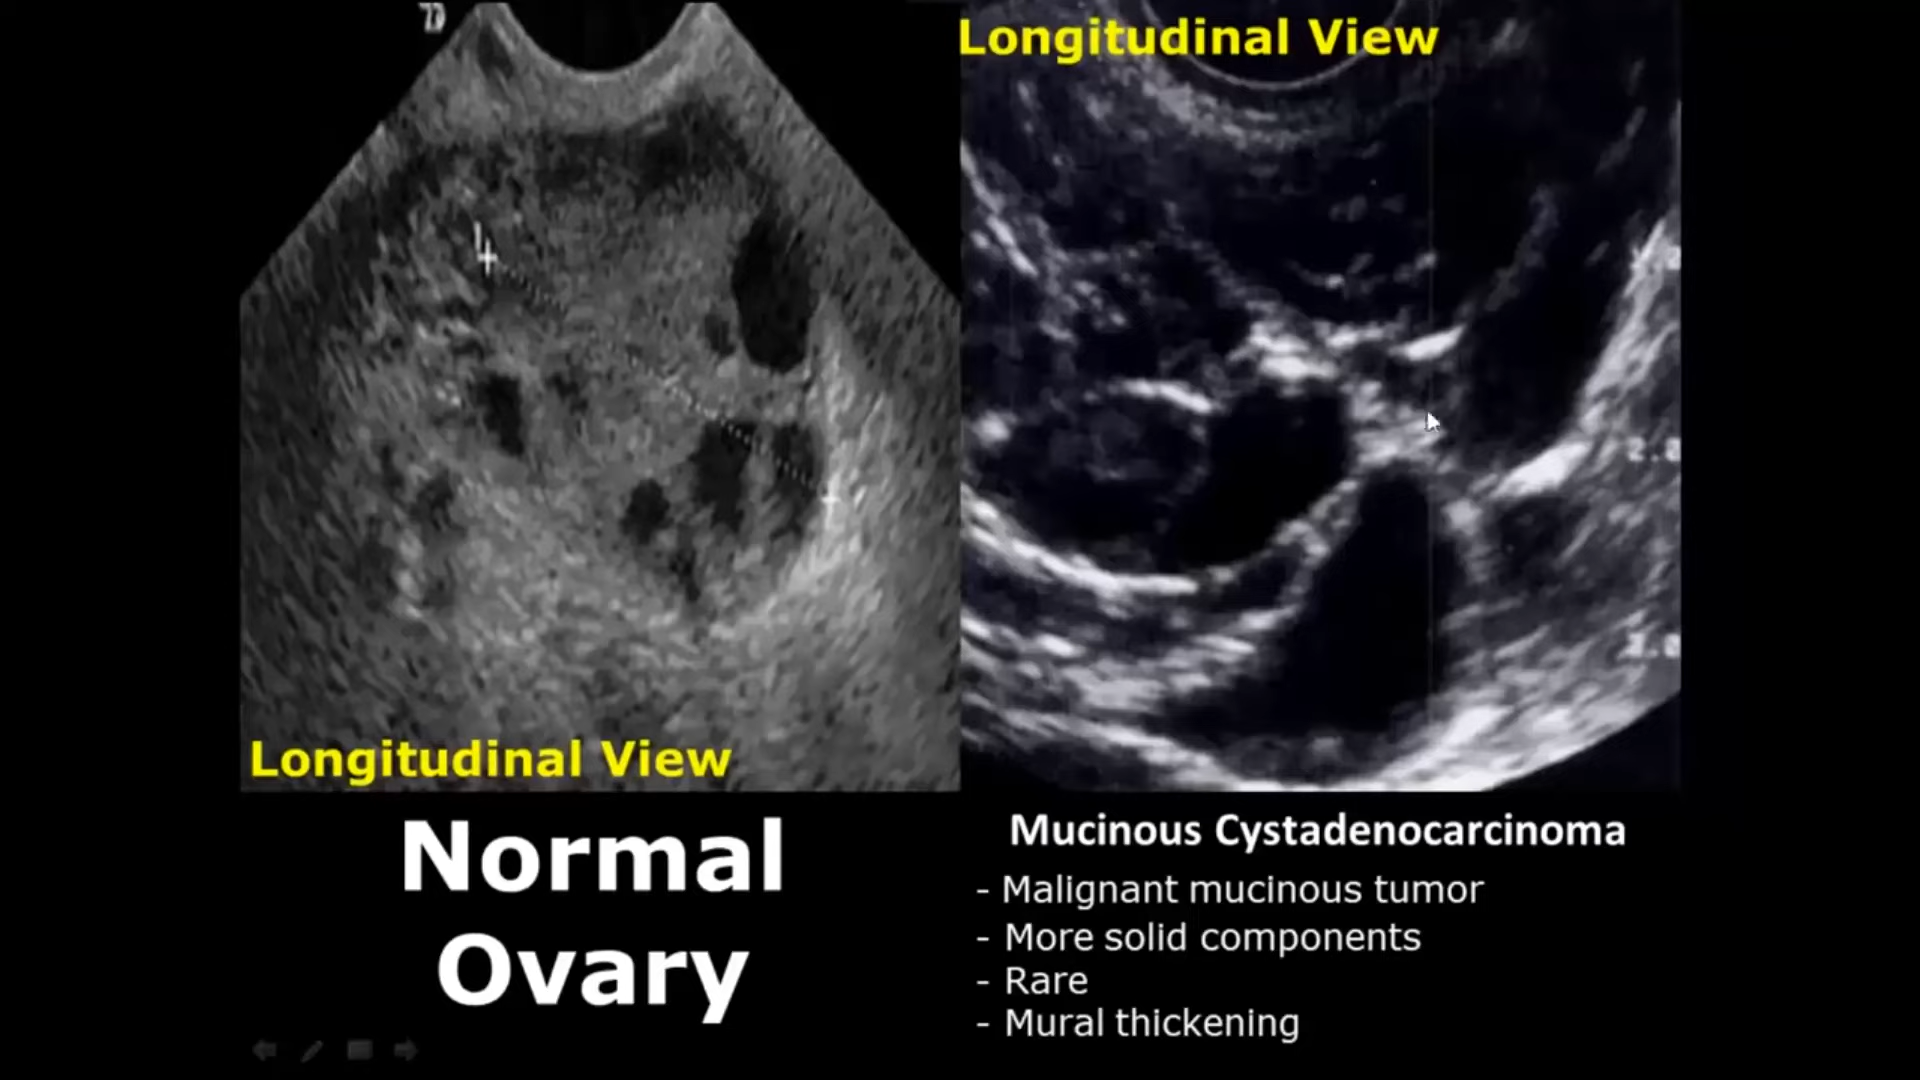 Longitudinal View
Normal
Ovary
Longitudinal View
Mucinous Cystadenocarcinoma
- Malignant mucinous tumor
- More solid components
- Rare
- Mural thickening